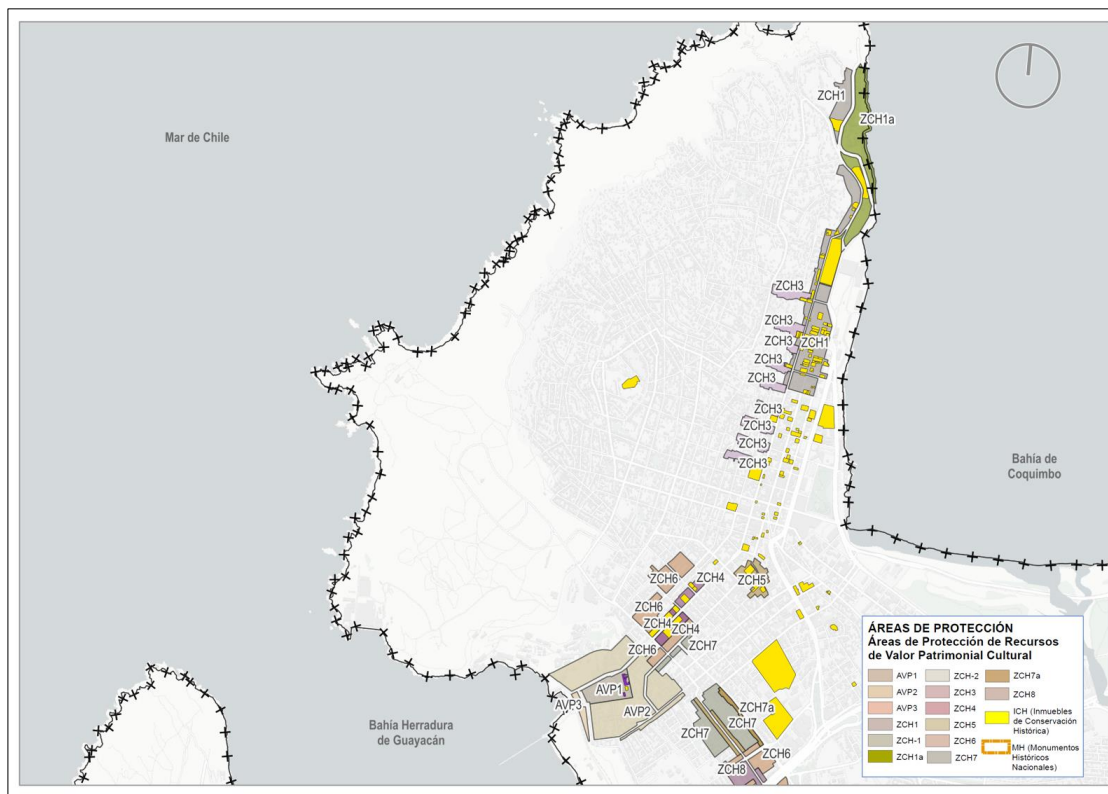 Mar de Chile
ZCH1
ZCH1a
ZCH3
ZCH3
ZCH3
ZCH1
ZCH3
ZCH3
ZCH3
ZCH3
ZCH3
ZCH3
Bahía de
Coquimbo
ZCH6
ZCH4
ZCH5
ZCH6
ZCH4
ZCH4
ZCH6
ZCH7
AVP1
AVP3
AVP2
ZCH7a
ZCH7
ZCH7
ZCH6
ZCH8
Bahía Herradura
de Guayacán
ÁREAS DE PROTECCIÓN
Áreas de Protección de Recursos
de Valor Patrimonial Cultural
AVP1
AVP2
AVP3
ZCH1
ZCH-1
ZCH1a
ZCH-2
ZCH3
ZCH4
ZCH5
ZCH6
ZCH7
ZCH7a
ZCH8
ICH (Inmuebles
de Conservación
Histórica)
MH (Monumentos
Históricos
Nacionales)